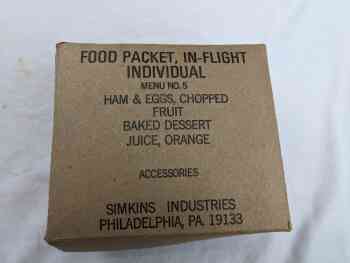 FOOD PACKET, IN-FLIGHT
INDIVIDUAL
MENU NO. 5
HAM & EGGS, CHOPPED
FRUIT
BAKED DESSERT
JUICE, ORANGE
ACCESSORIES
SIMKINS INDUSTRIES
PHILADELPHIA, PA. 19133